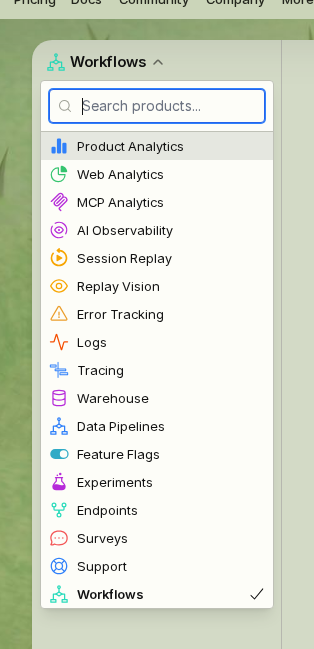 Pricing Docs Community Company More
Workflows
Search products...
Product Analytics
Web Analytics
MCP Analytics
AI Observability
Session Replay
Replay Vision
Error Tracking
Logs
Tracing
Warehouse
Data Pipelines
Feature Flags
Experiments
Endpoints
Surveys
Support
Workflows